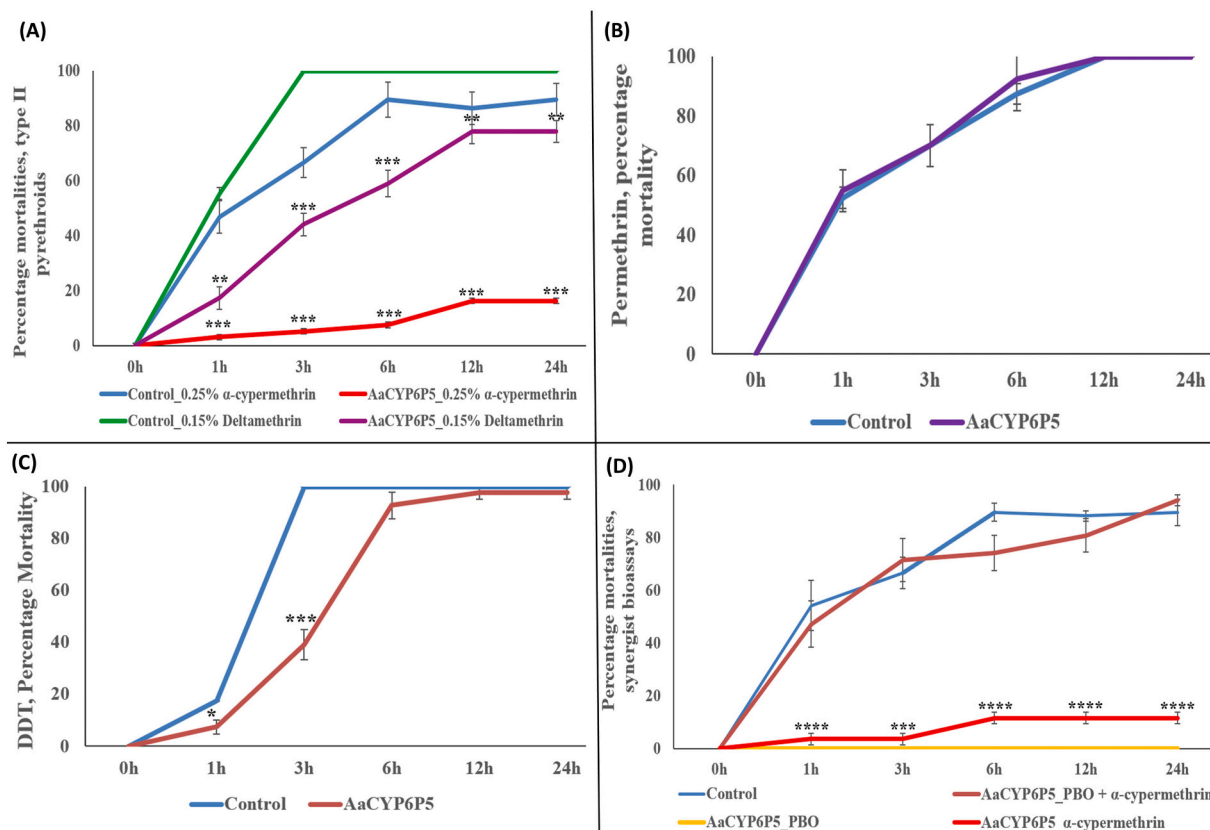 (A)
Percentage mortalities, type II
pyrethroids
100
80
60
40
20
0
**
***
***
**
**
***
***
***
***
***
0h
1h
3h
6h
12h
24h
Control_0.25% α-cypermethrin
AaCYP6P5_0.25% α-cypermethrin
Control_0.15% Deltamethrin
AaCYP6P5_0.15% Deltamethrin
(B)
Permethrin, percentage
mortality
100
80
60
40
20
0
0h
1h
3h
6h
12h
24h
Control
AaCYP6P5
(C)
DDT, Percentage Mortality
100
80
60
40
20
0
*
***
0h
1h
3h
6h
12h
24h
Control
AaCYP6P5
(D)
Percentage mortalities,
synergist bioassays
100
80
60
40
20
0
****
***
****
****
****
0h
1h
3h
6h
12h
24h
Control
AaCYP6P5_PBO + α-cypermethrin
AaCYP6P5_PBO
AaCYP6P5 α-cypermethrin